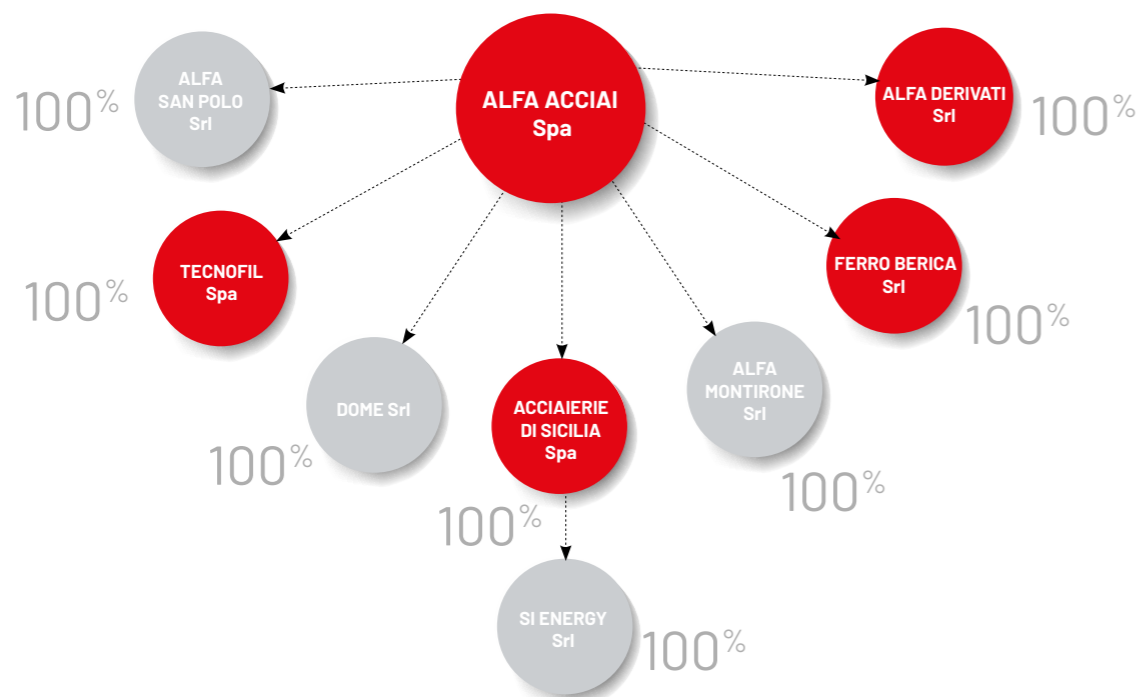 ALFA
SAN POLO
Srl
100%
ALFA ACCIAI
Spa
ALFA DERIVATI
Srl
100%
TECNOFIL
Spa
100%
FERRO BERICA
Srl
100%
DOME Srl
100%
ACCIAIERIE
DI SICILIA
Spa
100%
ALFA
MONTIRONE
Srl
100%
SI ENERGY
Srl
100%